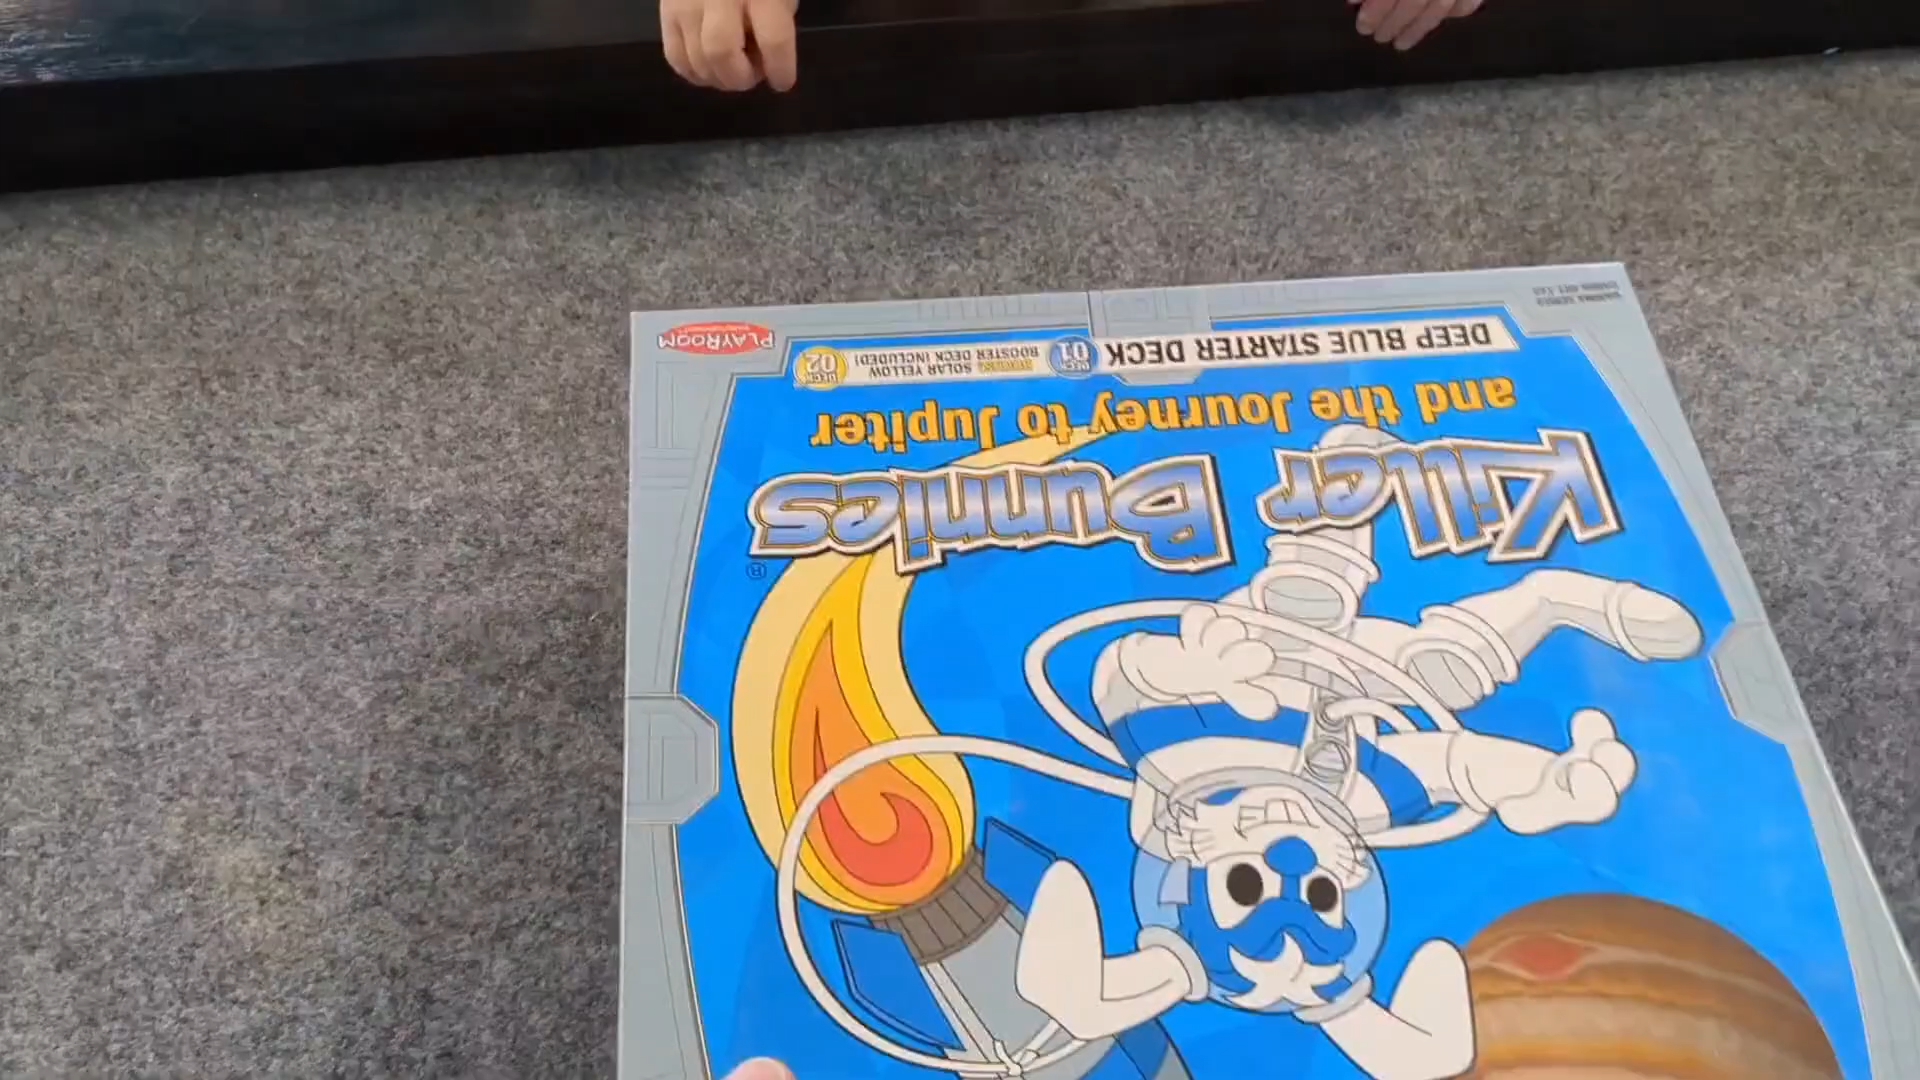 Killer Bunnies
®
and the Journey to Jupiter
DEEP BLUE STARTER DECK
DECK 01
SOLAR YELLOW
BOOSTER DECK INCLUDED!
DECK 02
PLAYROOM